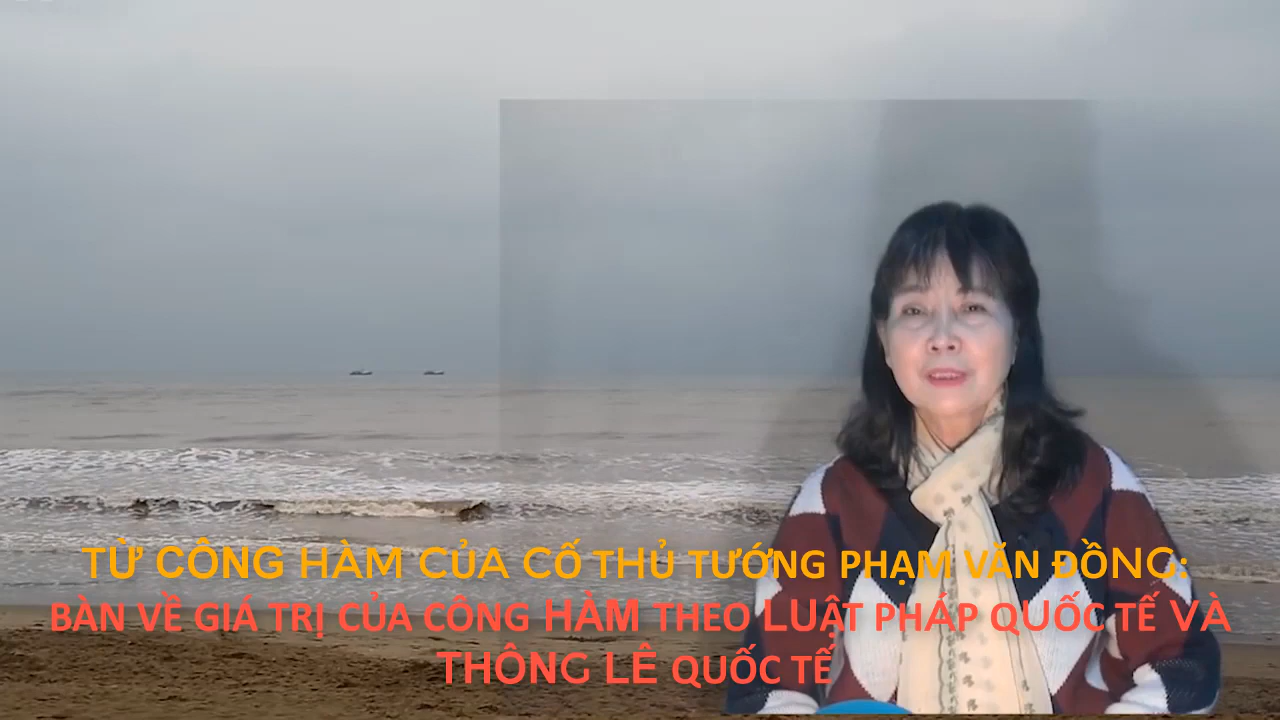 TỪ CÔNG HÀM CỦA CỐ THỦ TƯỚNG PHẠM VĂN ĐỒNG:
BÀN VỀ GIÁ TRỊ CỦA CÔNG HÀM THEO LUẬT PHÁP QUỐC TẾ VÀ
THÔNG LÊ QUỐC TẾ